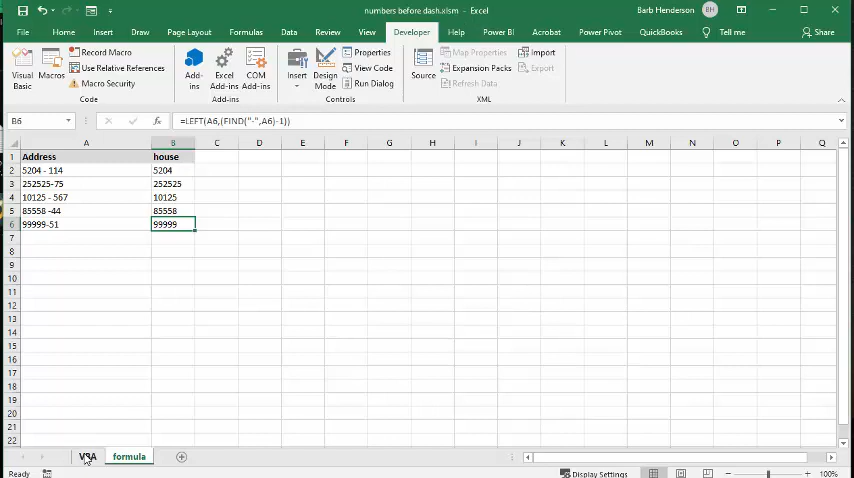 numbers before dash.xlsm - Excel
Barb Henderson BH
File Home Insert Draw Page Layout Formulas Data Review View Developer Help Power BI Acrobat Power Pivot QuickBooks Tell me Share
Visual Basic
Macros
Record Macro
Use Relative References
Macro Security
Code
Add-ins
Excel Add-ins
COM Add-ins
Add-ins
Insert
Design Mode
Properties
View Code
Run Dialog
Controls
Source
Map Properties
Expansion Packs
Refresh Data
Import
Export
XML
B6 fx =LEFT(A6,(FIND("-",A6)-1))
A B C D E F G H I J K L M N O P Q
1 Address house
2 5204 - 114 5204
3 252525-75 252525
4 10125 - 567 10125
5 85558 -44 85558
6 99999-51 99999
7
8
9
10
11
12
13
14
15
16
17
18
19
20
21
22
VBA formula
Ready Display Settings 100%